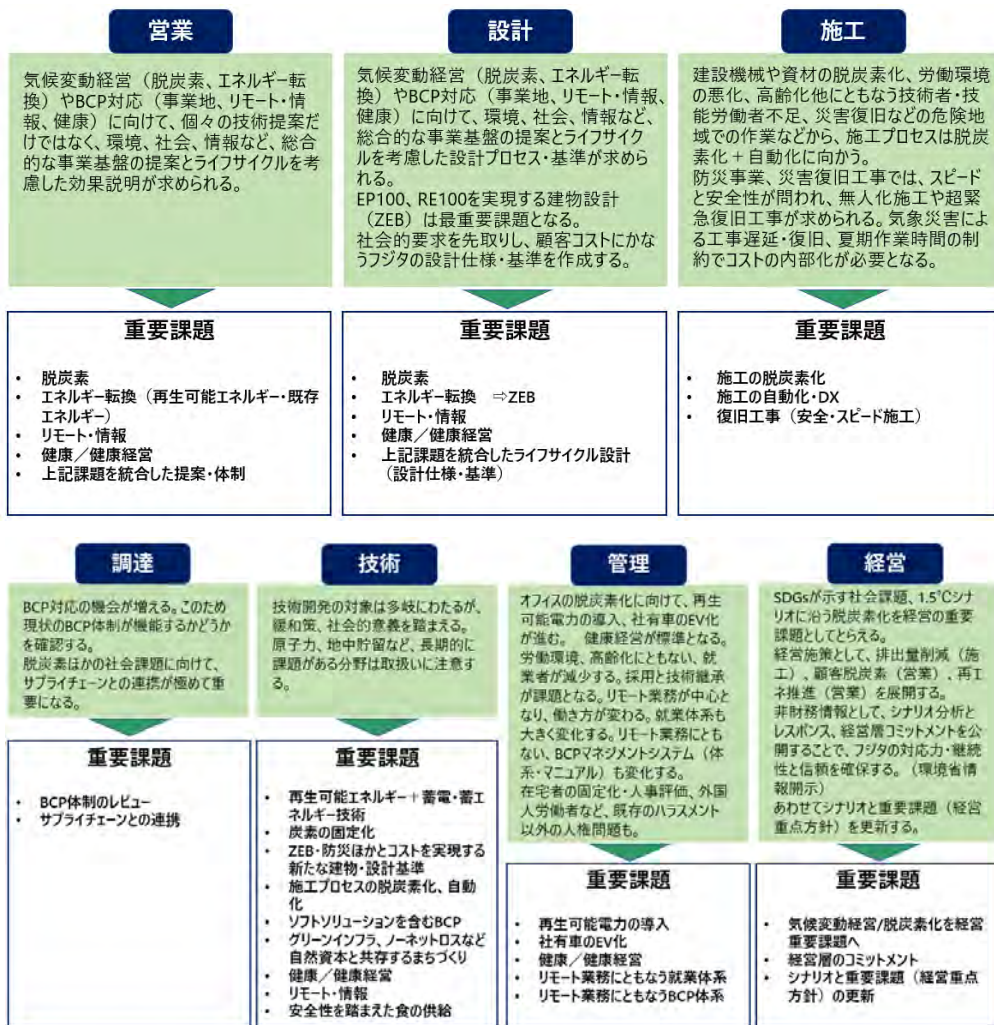 営業
気候変動経営（脱炭素、エネルギー転
換）やBCP対応（事業地、リモート・情
報、健康）に向けて、個々の技術提案だ
けではなく、環境、社会、情報など、総合
的な事業基盤の提案とライフサイクルを考
慮した効果説明が求められる。
重要課題
• 脱炭素
• エネルギー転換（再生可能エネルギー・既存
エネルギー）
• リモート・情報
• 健康／健康経営
• 上記課題を統合した提案・体制
設計
気候変動経営（脱炭素、エネルギー転
換）やBCP対応（事業地、リモート・情報、
健康）に向けて、環境、社会、情報など、
総合的な事業基盤の提案とライフサイク
ルを考慮した設計プロセス・基準が求めら
れる。
EP100、RE100を実現する建物設計
（ZEB）は最重要課題となる。
社会的要求を先取りし、顧客コストにかな
うフジタの設計仕様・基準を作成する。
重要課題
• 脱炭素
• エネルギー転換 ⇒ZEB
• リモート・情報
• 健康／健康経営
• 上記課題を統合したライフサイクル設計
（設計仕様・基準）
施工
建設機械や資材の脱炭素化、労働環境
の悪化、高齢化他にともなう技術者・技
能労働者不足、災害復旧などの危険地
域での作業などから、施工プロセスは脱炭
素化＋自動化に向かう。
防災事業、災害復旧工事では、スピード
と安全性が問われ、無人化施工や超緊
急復旧工事が求められる。気象災害によ
る工事遅延・復旧、夏期作業時間の制
約でコストの内部化が必要となる。
重要課題
• 施工の脱炭素化
• 施工の自動化・DX
• 復旧工事（安全・スピード施工）
調達
BCP対応の機会が増える。このため
現状のBCP体制が機能するかどうか
を確認する。
脱炭素ほかの社会課題に向けて、
サプライチェーンとの連携が極めて重
要になる。
重要課題
• BCP体制のレビュー
• サプライチェーンとの連携
技術
技術開発の対象は多岐にわたるが、
緩和策、社会的意義を踏まえる。
原子力、地中貯留など、長期的に
課題がある分野は取扱いに注意す
る。
重要課題
• 再生可能エネルギー＋蓄電・蓄エ
ネルギー技術
• 炭素の固定化
• ZEB・防災ほかとコストを実現する
新たな建物・設計基準
• 施工プロセスの脱炭素化、自動
化
• ソフトソリューションを含むBCP
• グリーンインフラ、ノーネットロスなど
自然資本と共存するまちづくり
• 健康／健康経営
• リモート・情報
• 安全性を踏まえた食の供給
管理
オフィスの脱炭素化に向けて、再生
可能電力の導入、社有車のEV化
が進む。 健康経営が標準となる。
労働環境、高齢化にともない、就
業者が減少する。採用と技術継承
が課題となる。リモート業務が中心と
なり、働き方が変わる。就業体系も
大きく変化する。リモート業務にとも
ない、BCPマネジメントシステム（体
系・マニュアル）も変化する。
在宅者の固定化・人事評価、外国
人労働者など、既存のハラスメント
以外の人権問題も。
重要課題
• 再生可能電力の導入
• 社有車のEV化
• 健康／健康経営
• リモート業務にともなう就業体系
• リモート業務にともなうBCP体系
経営
SDGsが示す社会課題、1.5℃シ
ナリオに沿う脱炭素化を経営の重要
課題としてとらえる。
経営施策として、排出量削減（施
工）、顧客脱炭素（営業）、再エ
ネ推進（営業）を展開する。
非財務情報として、シナリオ分析と
レスポンス、経営層コミットメントを公
開することで、フジタの対応力・継続
性と信頼を確保する。（環境省情
報開示）
あわせてシナリオと重要課題（経営
重点方針）を更新する。
重要課題
• 気候変動経営/脱炭素化を経営
重要課題へ
• 経営層のコミットメント
• シナリオと重要課題（経営重点
方針）の更新